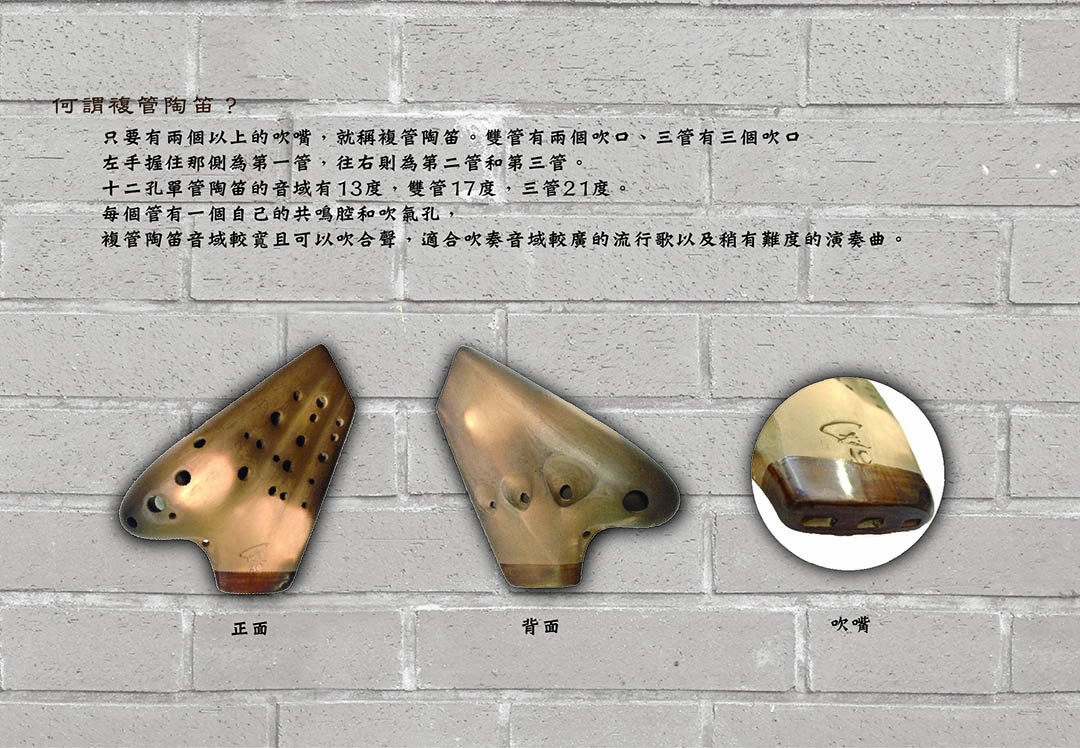 何謂複管陶笛？
只要有兩個以上的吹嘴，就稱複管陶笛。雙管有兩個吹口、三管有三個吹口
左手握住那側為第一管，往右則為第二管和第三管。
十二孔單管陶笛的音域有13度，雙管17度，三管21度。
每個管有一個自己的共鳴腔和吹氣孔，
複管陶笛音域較寬且可以吹合聲，適合吹奏音域較廣的流行歌以及稍有難度的演奏曲。
正面
背面
吹嘴